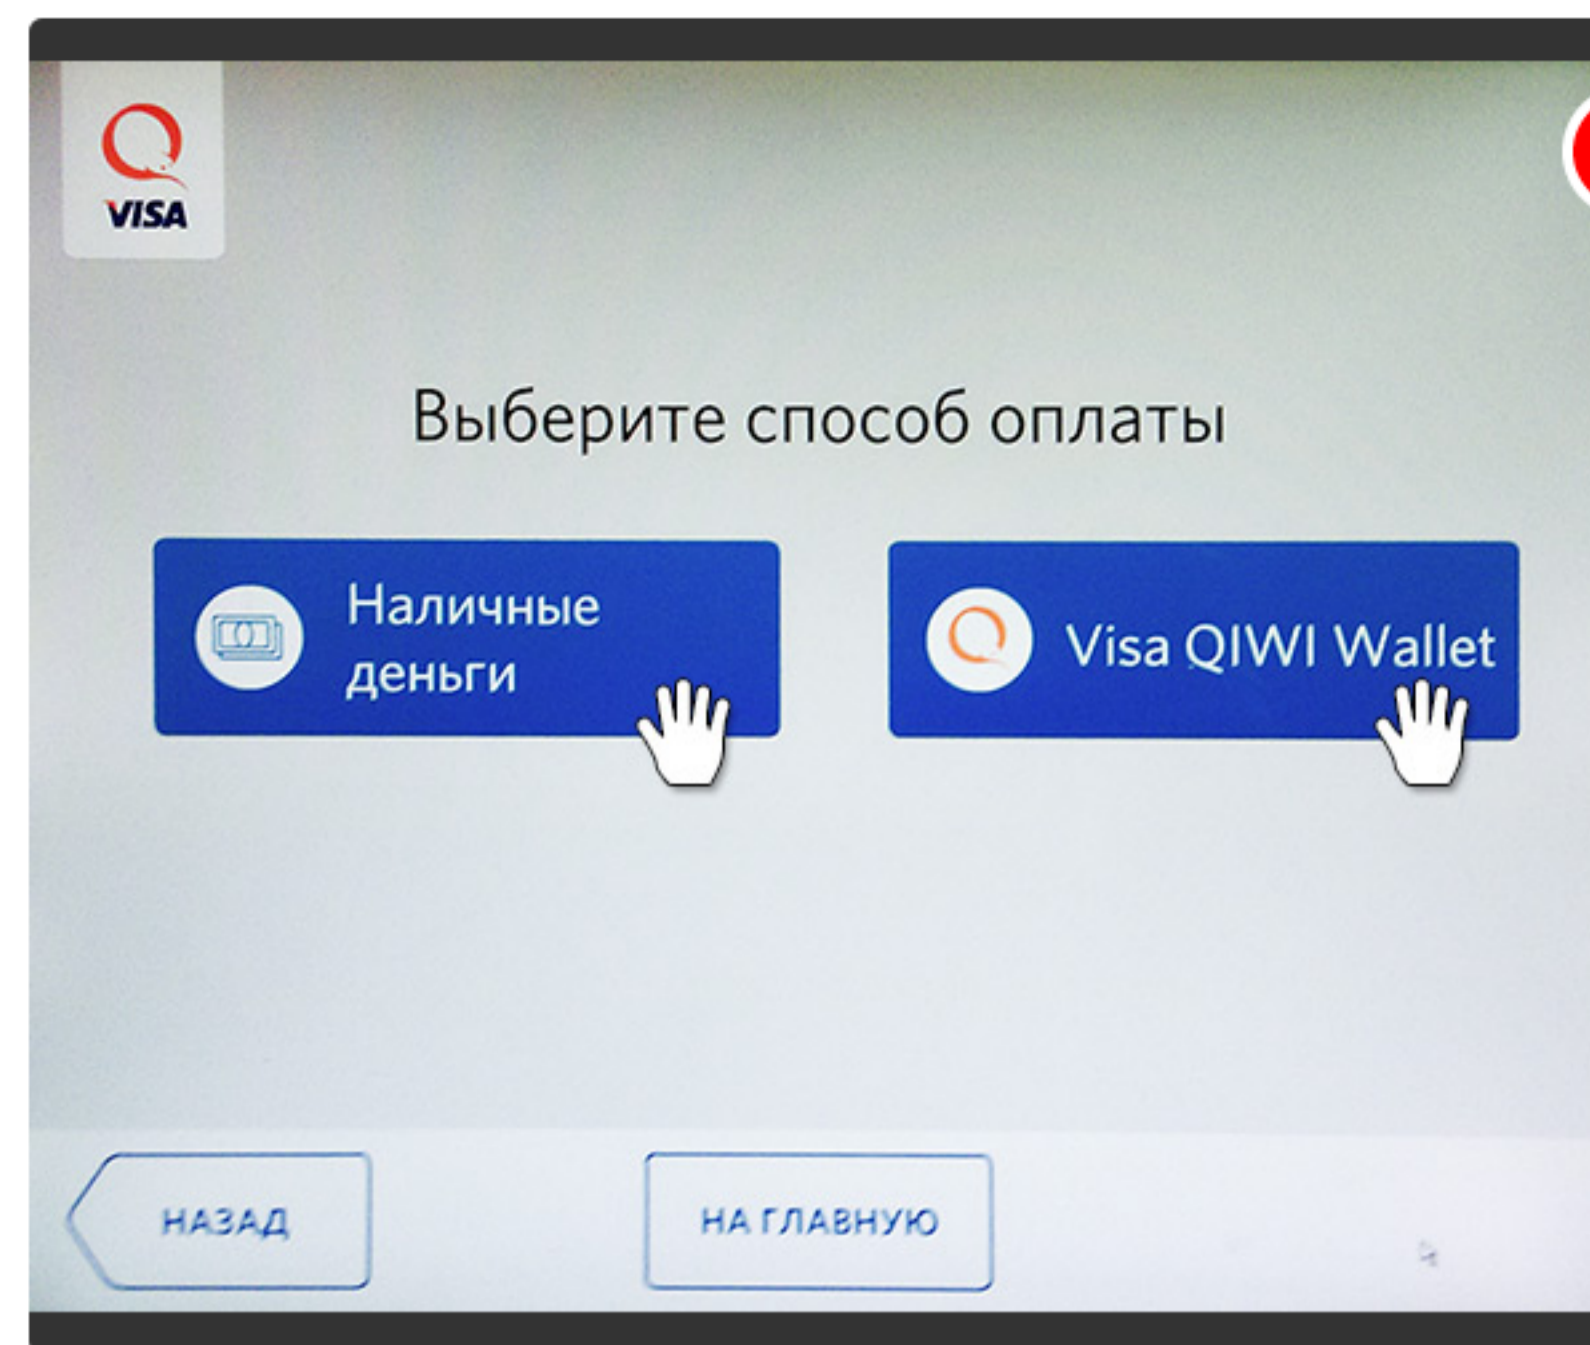 VISA
Выберите способ оплаты
Наличные
деньги
Visa QIWI Wallet
НАЗАД
НА ГЛАВНУЮ